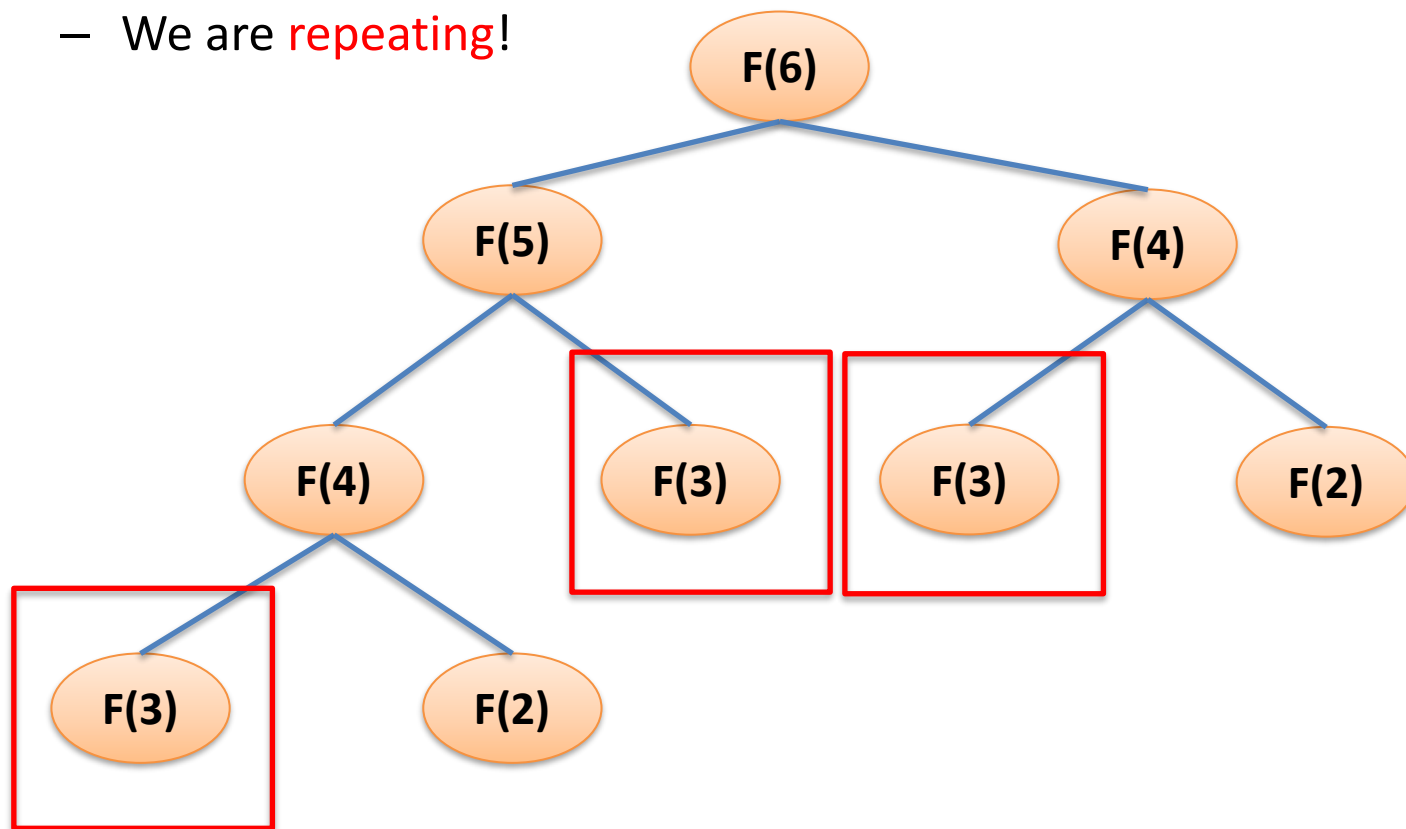 – We are repeating!
F(6)
F(5) F(4)
F(4) F(3) F(3) F(2)
F(3) F(2)